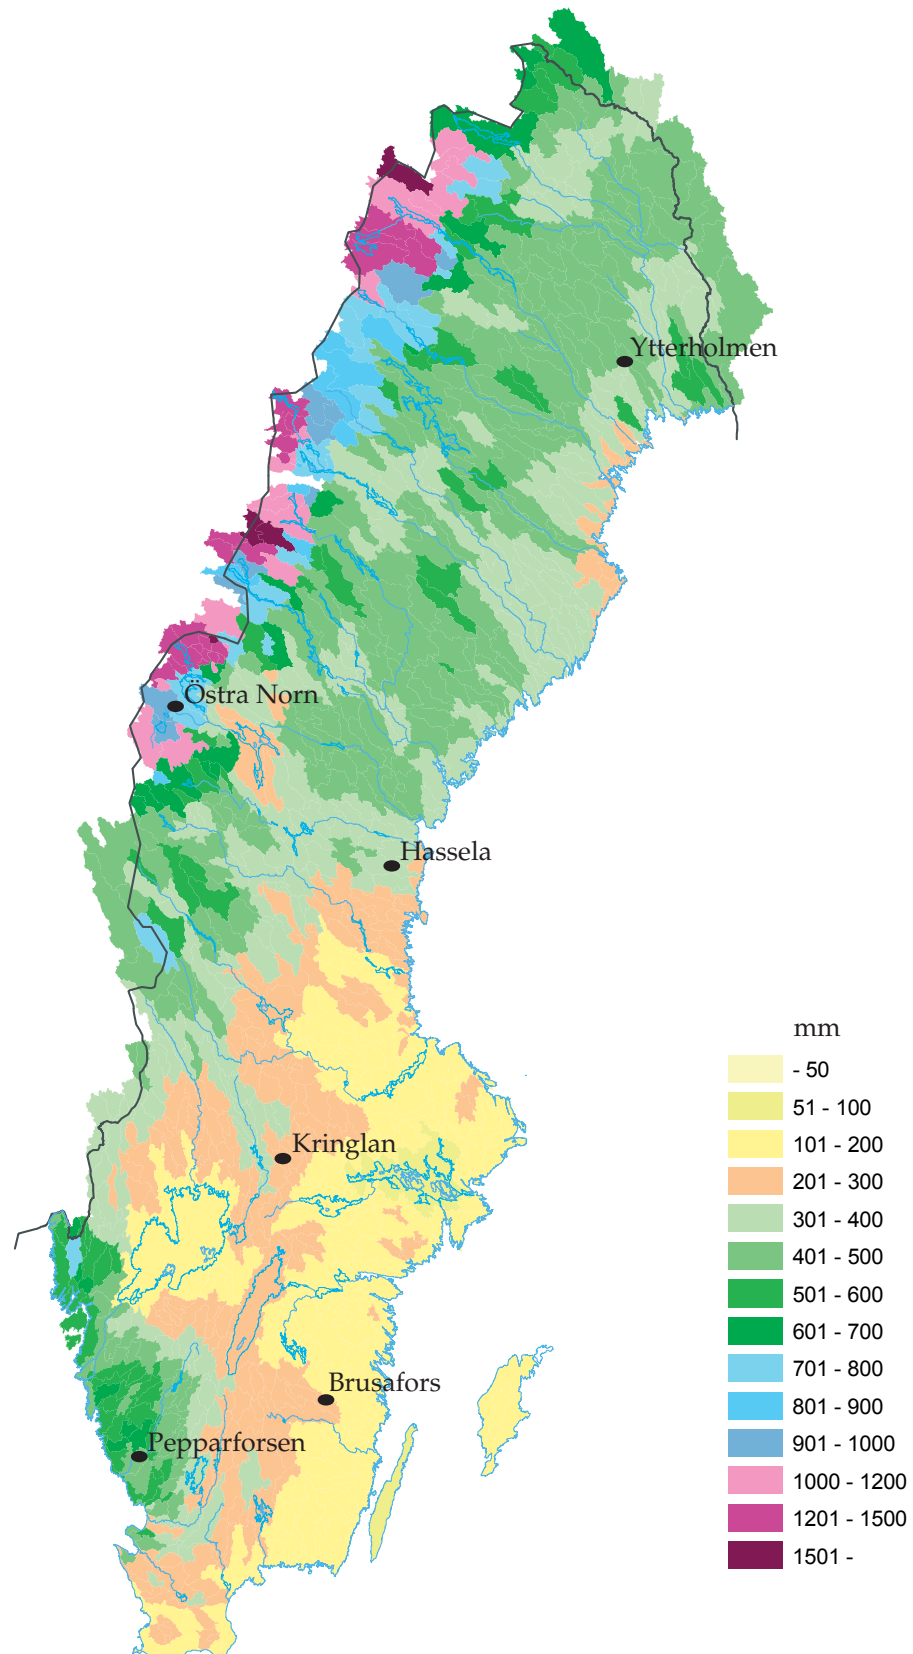 Ytterholmen
Östra Norn
Hassela
Kringlan
Brusafors
Pepparforsen
mm
- 50
51 - 100
101 - 200
201 - 300
301 - 400
401 - 500
501 - 600
601 - 700
701 - 800
801 - 900
901 - 1000
1000 - 1200
1201 - 1500
1501 -